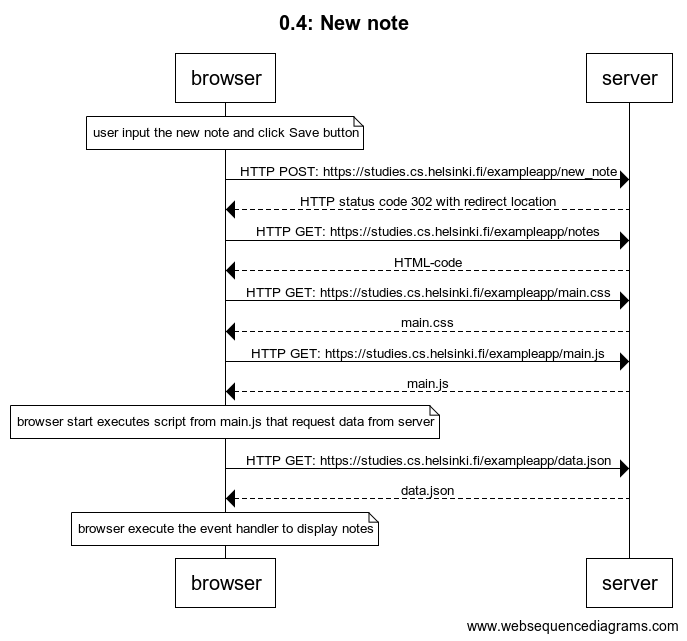 0.4: New note
browser server
user input the new note and click Save button
HTTP POST: https://studies.cs.helsinki.fi/exampleapp/new_note
HTTP status code 302 with redirect location
HTTP GET: https://studies.cs.helsinki.fi/exampleapp/notes
HTML-code
HTTP GET: https://studies.cs.helsinki.fi/exampleapp/main.css
main.css
HTTP GET: https://studies.cs.helsinki.fi/exampleapp/main.js
main.js
browser start executes script from main.js that request data from server
HTTP GET: https://studies.cs.helsinki.fi/exampleapp/data.json
data.json
browser execute the event handler to display notes
browser server
www.websequencediagrams.com